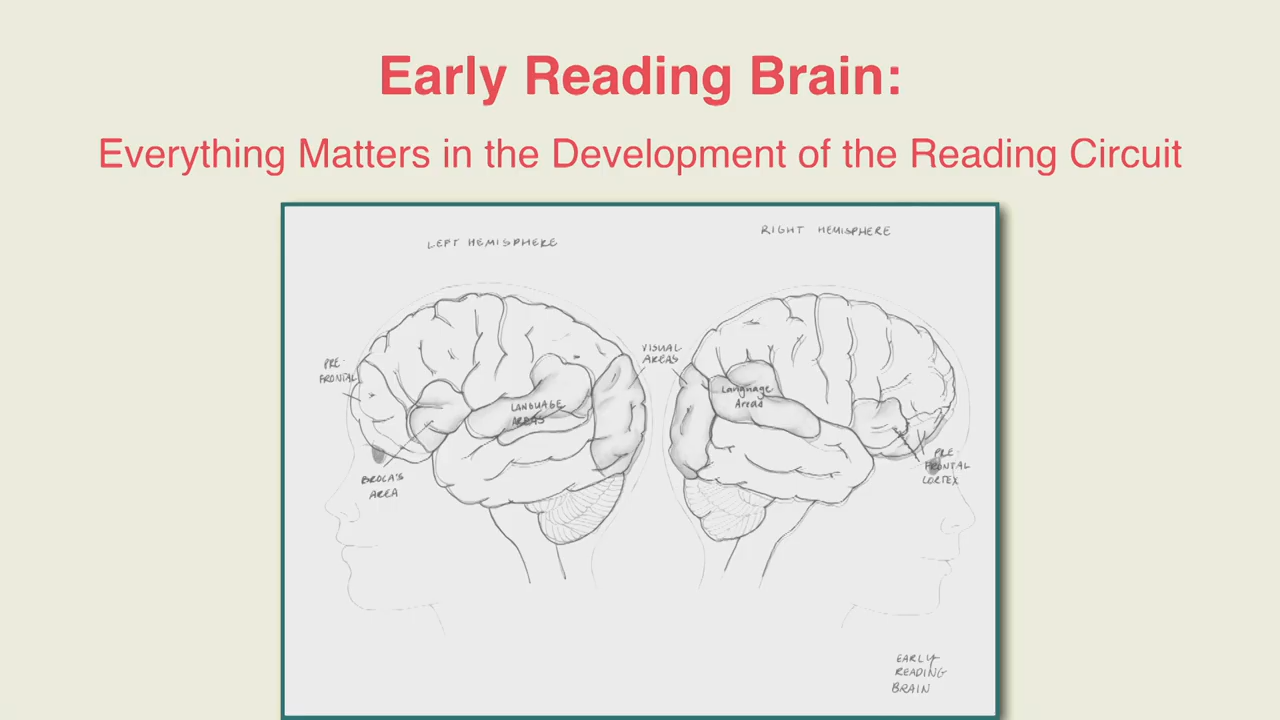 Early Reading Brain:
Everything Matters in the Development of the Reading Circuit
LEFT HEMISPHERE
RIGHT HEMISPHERE
PRE-
FRONTAL
VISUAL
AREAS
LANGUAGE
AREAS
Language
Areas
BROCA'S
AREA
PRE
FRONTAL
CORTEX
EARLY
READING
BRAIN